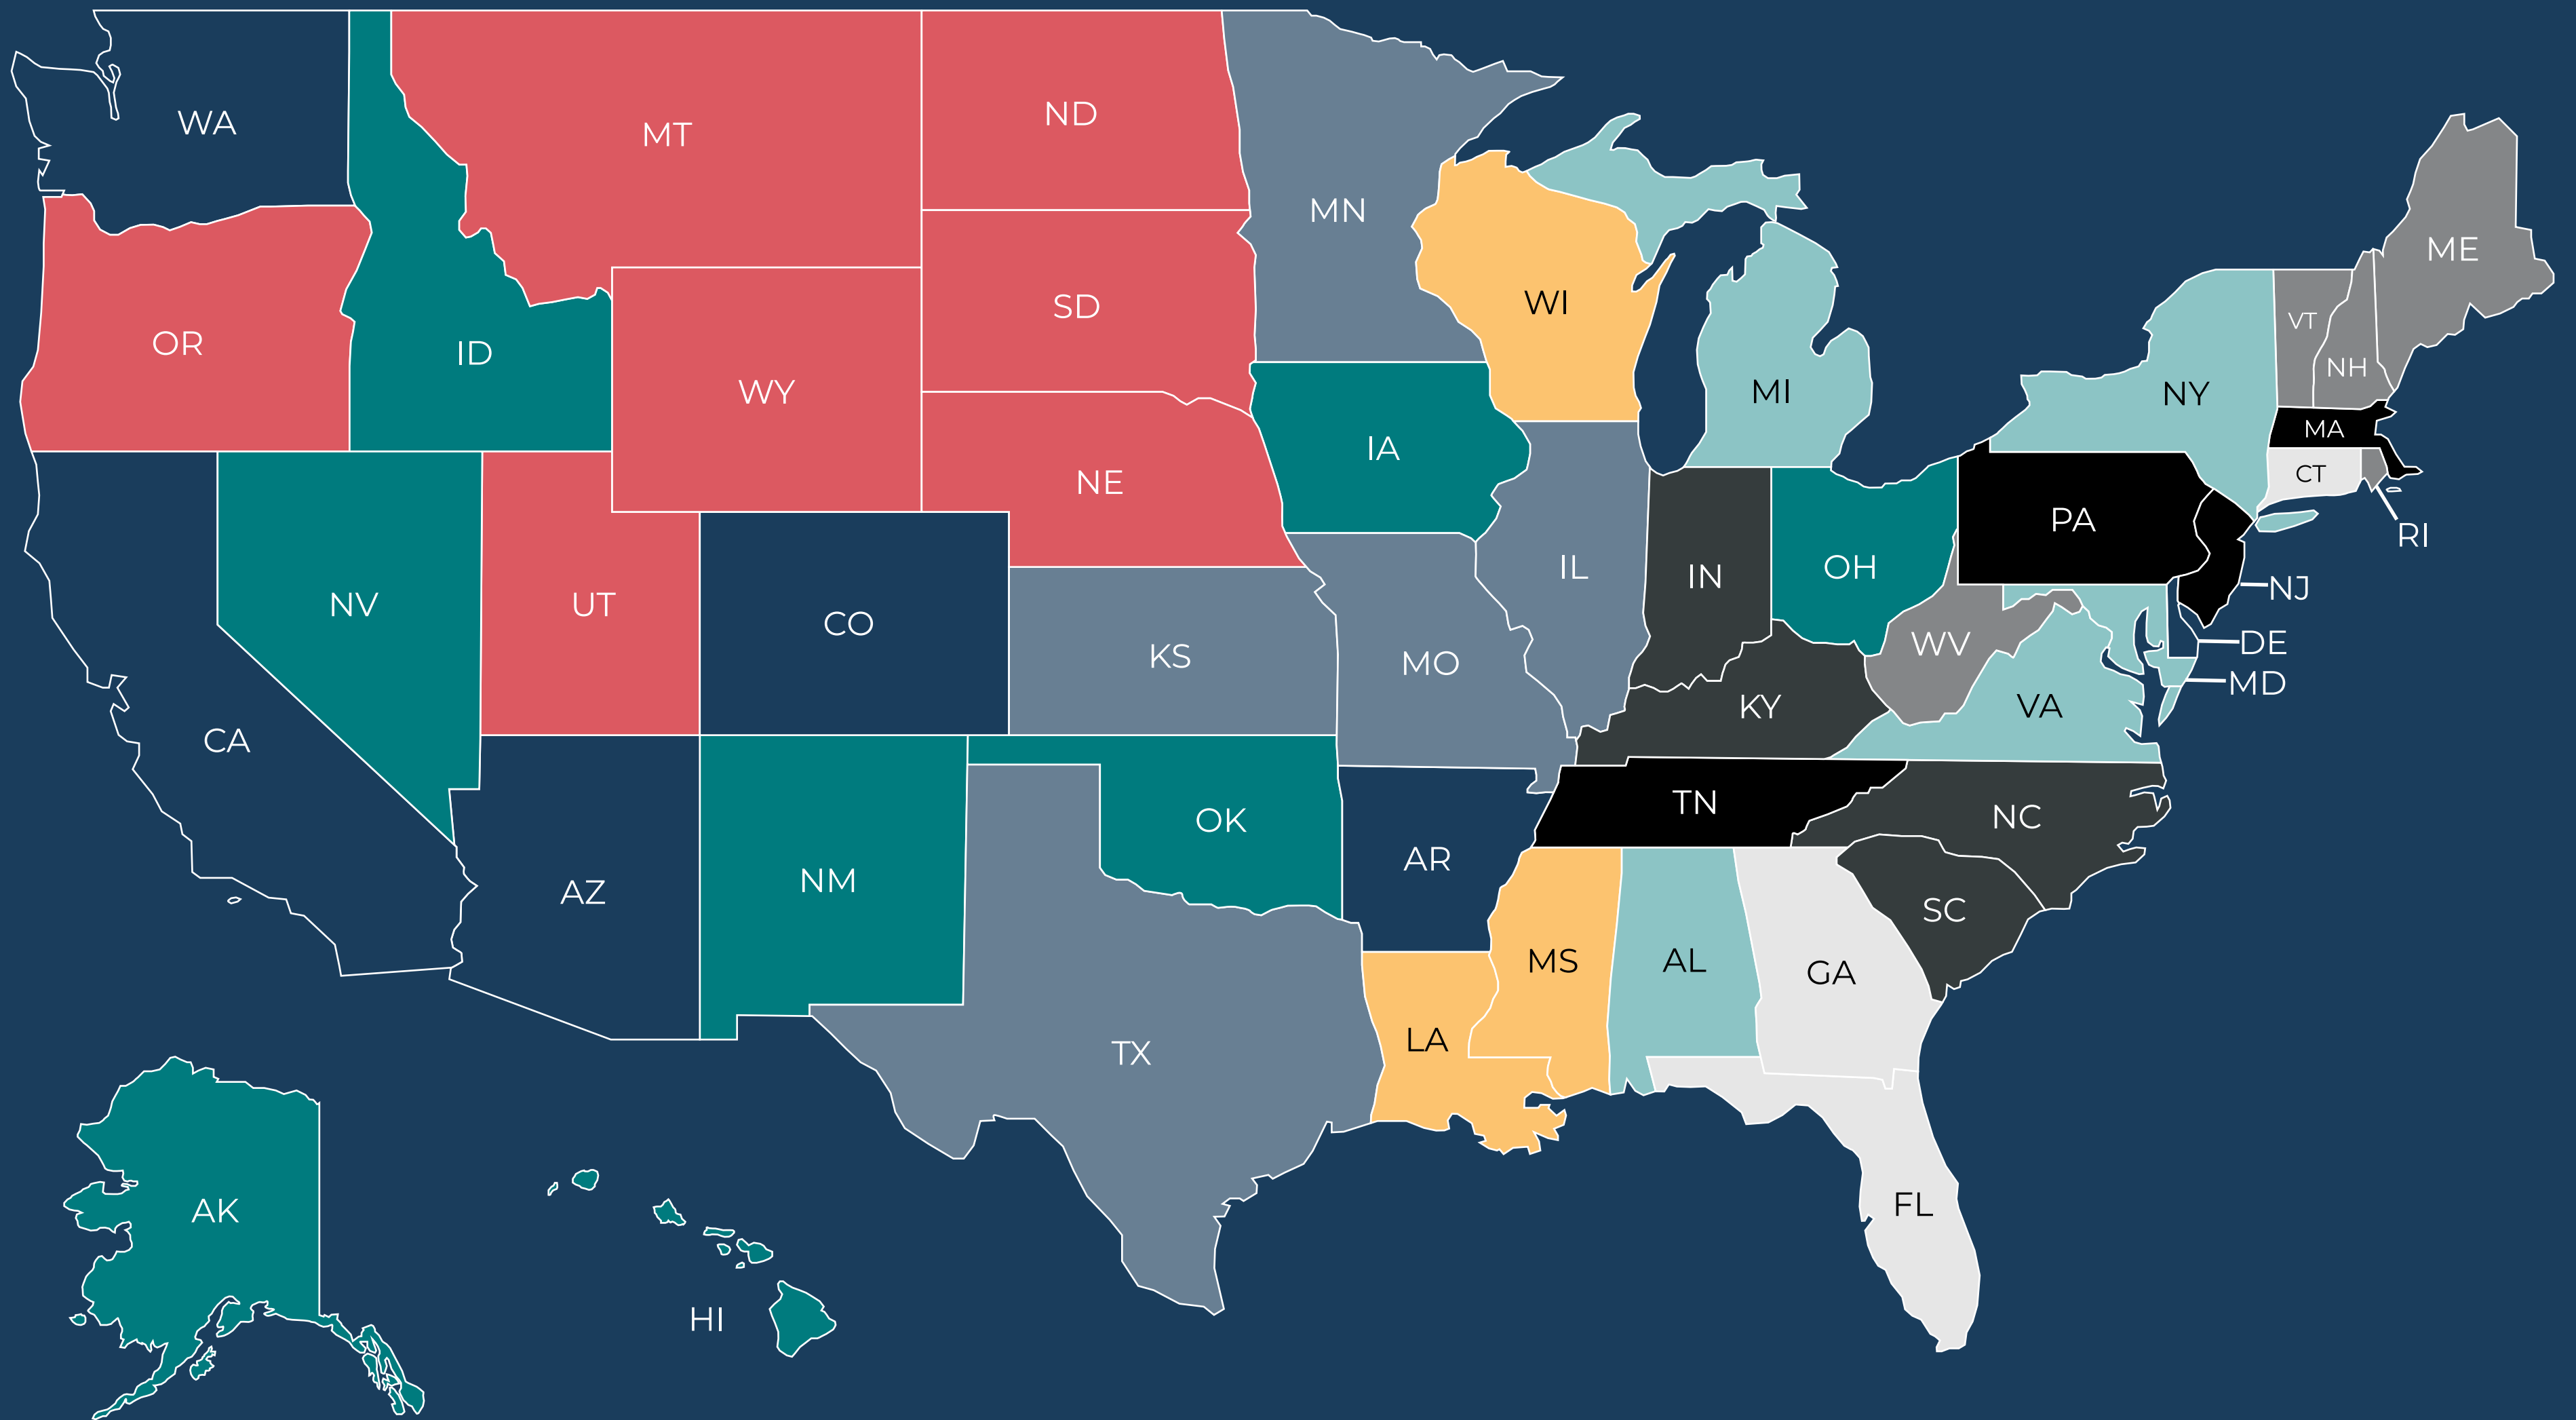 WA
MT
ND
MN
OR
ID
WY
SD
WI
MI
NY
VT
NH
ME
MA
CT
RI
NV
UT
CO
NE
IA
IL
IN
OH
PA
NJ
DE
MD
CA
KS
MO
KY
WV
VA
AZ
NM
OK
AR
TN
NC
SC
TX
LA
MS
AL
GA
FL
AK
HI